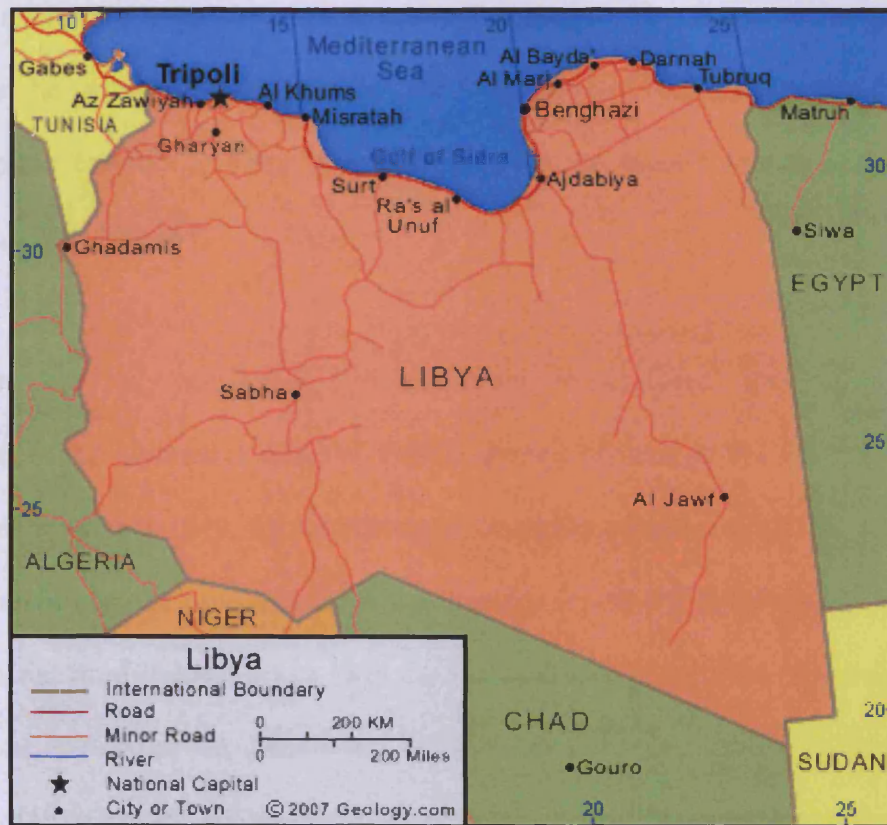 10
15
20
25
Mediterranean
Sea
Gabes
Tripoli
Al Bayda'
Darnah
Al Marj
Tubruq
Az Zawiyah
Al Khums
Misratah
Benghazi
Matruh
TUNISIA
Gharyan
Gulf of Sidra
30
Surt
Ajdabiya
Ra's al
Unuf
Siwa
Ghadamis
30
EGYPT
LIBYA
Sabha
25
Al Jawf
25
ALGERIA
NIGER
Libya
International Boundary
Road
Minor Road
River
National Capital
City or Town
0 200 KM
0 200 Miles
© 2007 Geology.com
CHAD
20
Gouro
SUDAN
20
25